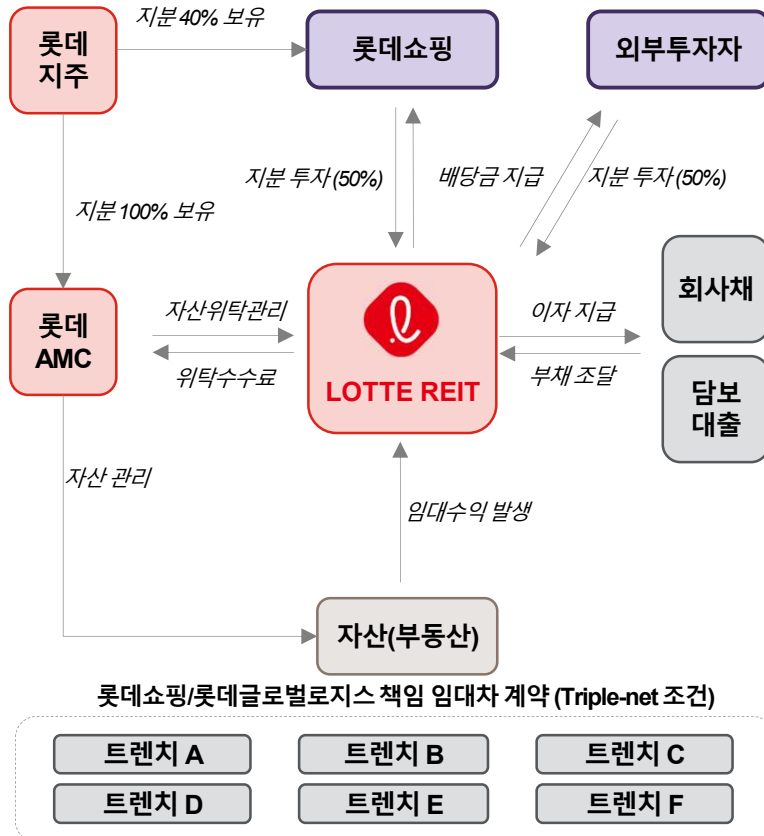 지분 40% 보유
롯데
지주
롯데쇼핑
외부투자자
지분 투자 (50%)
배당금 지급
지분 투자 (50%)
지분 100% 보유
롯데
AMC
자산위탁관리
위탁수수료
LOTTE REIT
이자 지급
부채 조달
회사채
담보
대출
자산 관리
임대수익 발생
자산(부동산)
롯데쇼핑/롯데글로벌로지스 책임 임대차 계약 (Triple-net 조건)
트렌치 A
트렌치 B
트렌치 C
트렌치 D
트렌치 E
트렌치 F